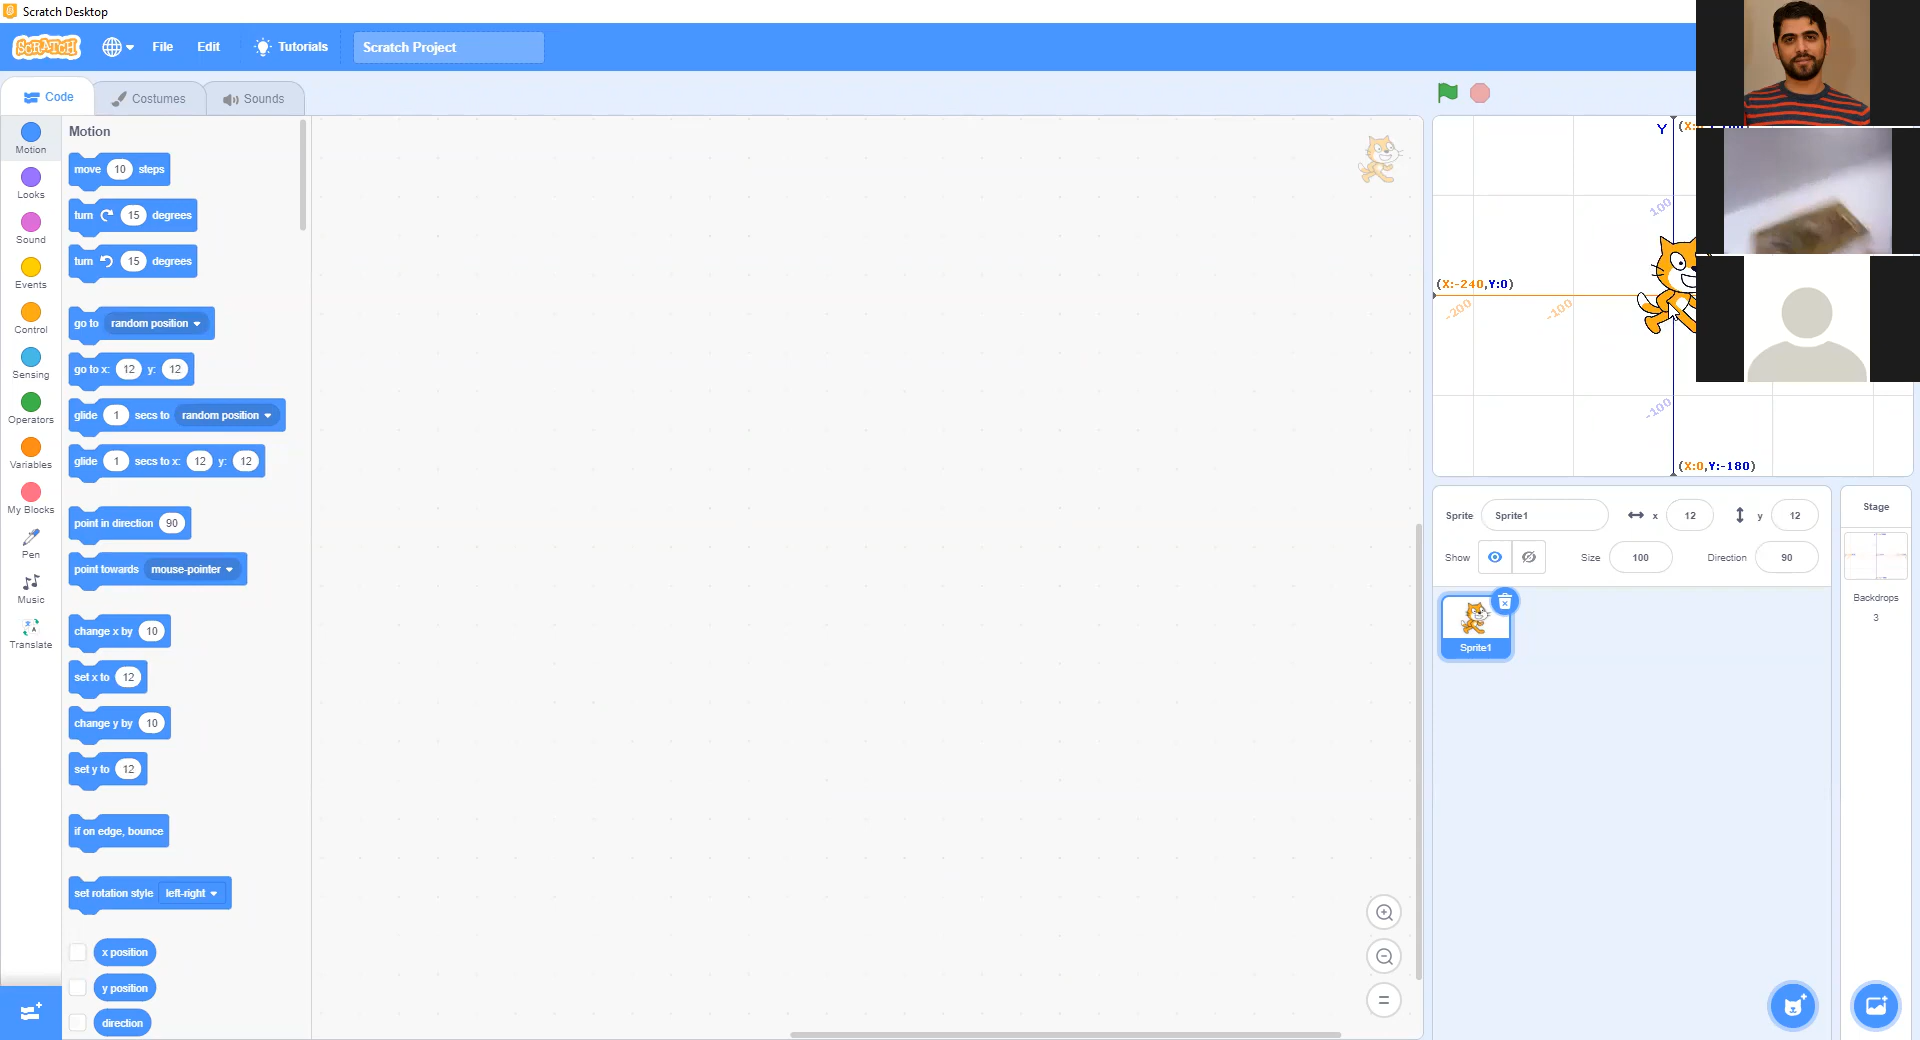 Scratch Desktop
SCRATCH File Edit Tutorials Scratch Project
Code Costumes Sounds
Motion
Looks
Sound
Events
Control
Sensing
Operators
Variables
My Blocks
Pen
Music
Translate
Motion
move 10 steps
turn 15 degrees
turn 15 degrees
go to random position
go to x: 12 y: 12
glide 1 secs to random position
glide 1 secs to x: 12 y: 12
point in direction 90
point towards mouse-pointer
change x by 10
set x to 12
change y by 10
set y to 12
if on edge, bounce
set rotation style left-right
x position
y position
direction
Y (X:
100
(X:-240,Y:0)
-200 -100
-100
(X:0,Y:-180)
Sprite Sprite1 x 12 y 12
Show Size 100 Direction 90
Sprite1
Stage
Backdrops
3